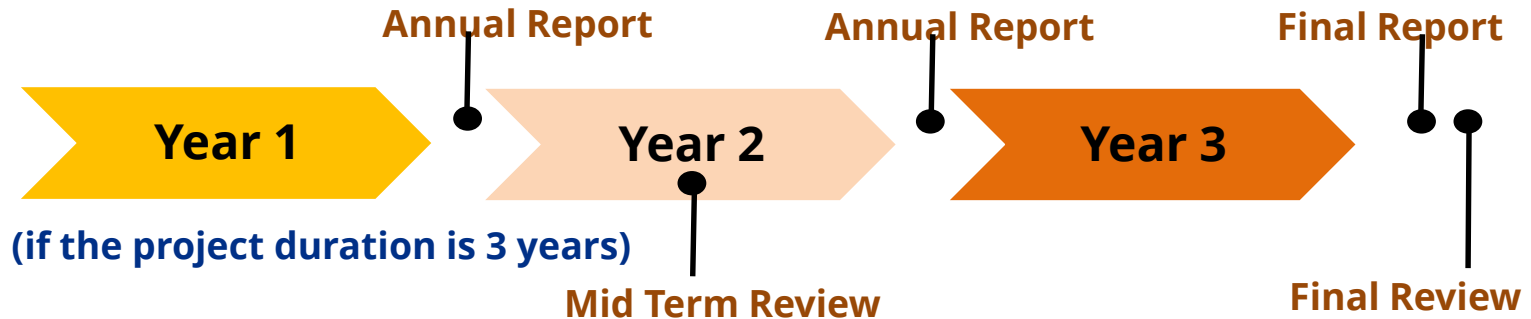 Annual Report
Annual Report
Final Report
Year 1
Year 2
Year 3
(if the project duration is 3 years)
Mid Term Review
Final Review